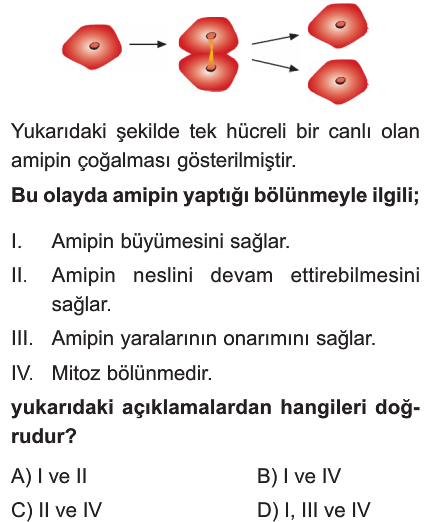 Yukarıdaki şekilde tek hücreli bir canlı olan
amipin çoğalması gösterilmiştir.
Bu olayda amipin yaptığı bölünmeyle ilgili;
I. Amipin büyümesini sağlar.
II. Amipin neslini devam ettirebilmesini
sağlar.
III. Amipin yaralarının onarımını sağlar.
IV. Mitoz bölünmedir.
yukarıdaki açıklamalardan hangileri doğ-
rudur?
A) I ve II B) I ve IV
C) II ve IV D) I, III ve IV